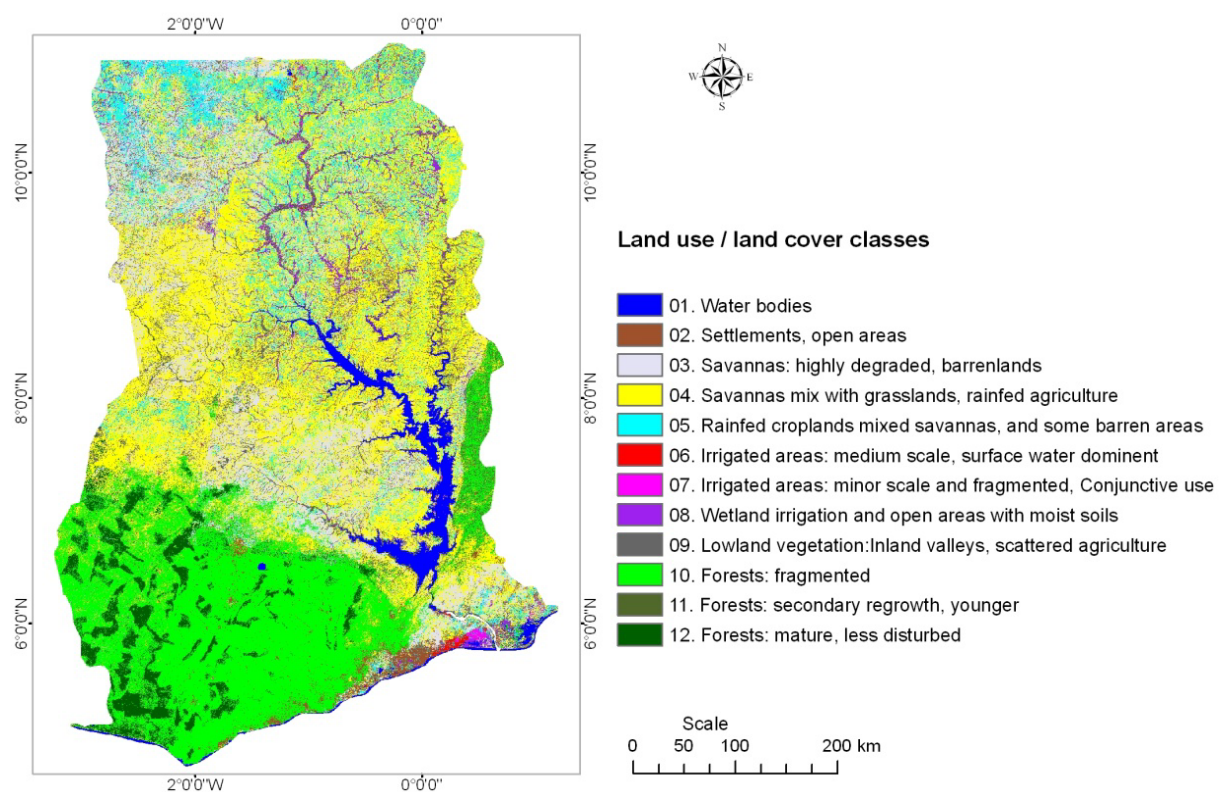 2°0'0"W 0°0'0"
N
W E
S
10°0'0"N 10°0'0"N
8°0'0"N 8°0'0"N
6°0'0"N 6°0'0"N
2°0'0"W 0°0'0"
Land use / land cover classes
01. Water bodies
02. Settlements, open areas
03. Savannas: highly degraded, barrenlands
04. Savannas mix with grasslands, rainfed agriculture
05. Rainfed croplands mixed savannas, and some barren areas
06. Irrigated areas: medium scale, surface water dominent
07. Irrigated areas: minor scale and fragmented, Conjunctive use
08. Wetland irrigation and open areas with moist soils
09. Lowland vegetation:Inland valleys, scattered agriculture
10. Forests: fragmented
11. Forests: secondary regrowth, younger
12. Forests: mature, less disturbed
Scale
0 50 100 200 km